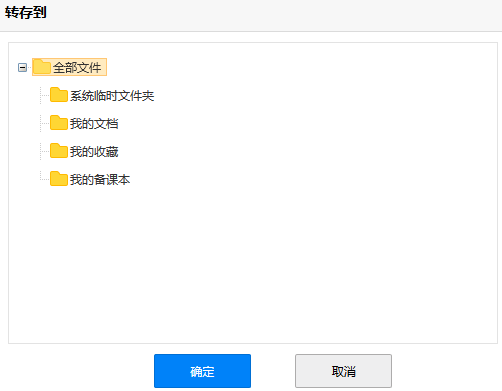 转存到
全部文件
系统临时文件夹
我的文档
我的收藏
我的备课本
确定
取消